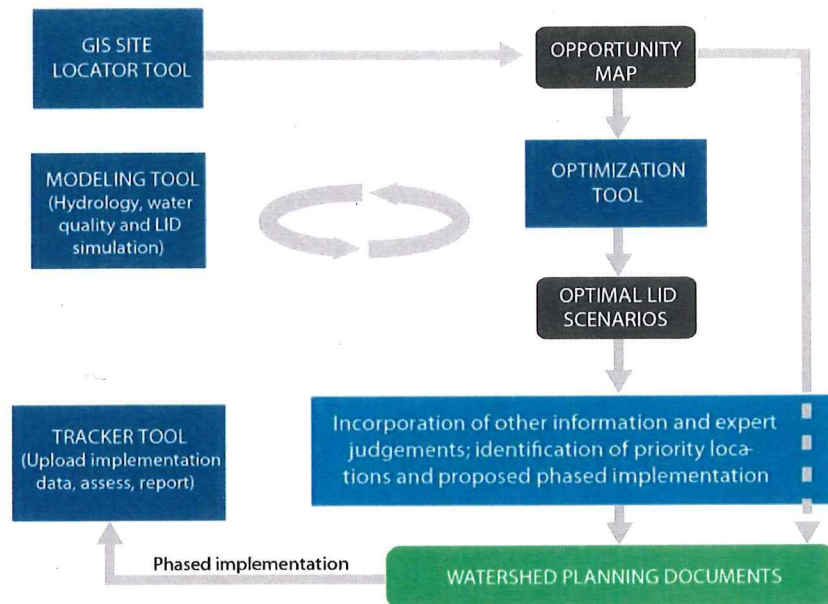 GIS SITE
LOCATOR TOOL
OPPORTUNITY
MAP
MODELING TOOL
(Hydrology, water
quality and LID
simulation)
OPTIMIZATION
TOOL
OPTIMAL LID
SCENARIOS
TRACKER TOOL
(Upload implementation
data, assess, report)
Incorporation of other information and expert
judgements; identification of priority loca-
tions and proposed phased implementation
Phased implementation
WATERSHED PLANNING DOCUMENTS